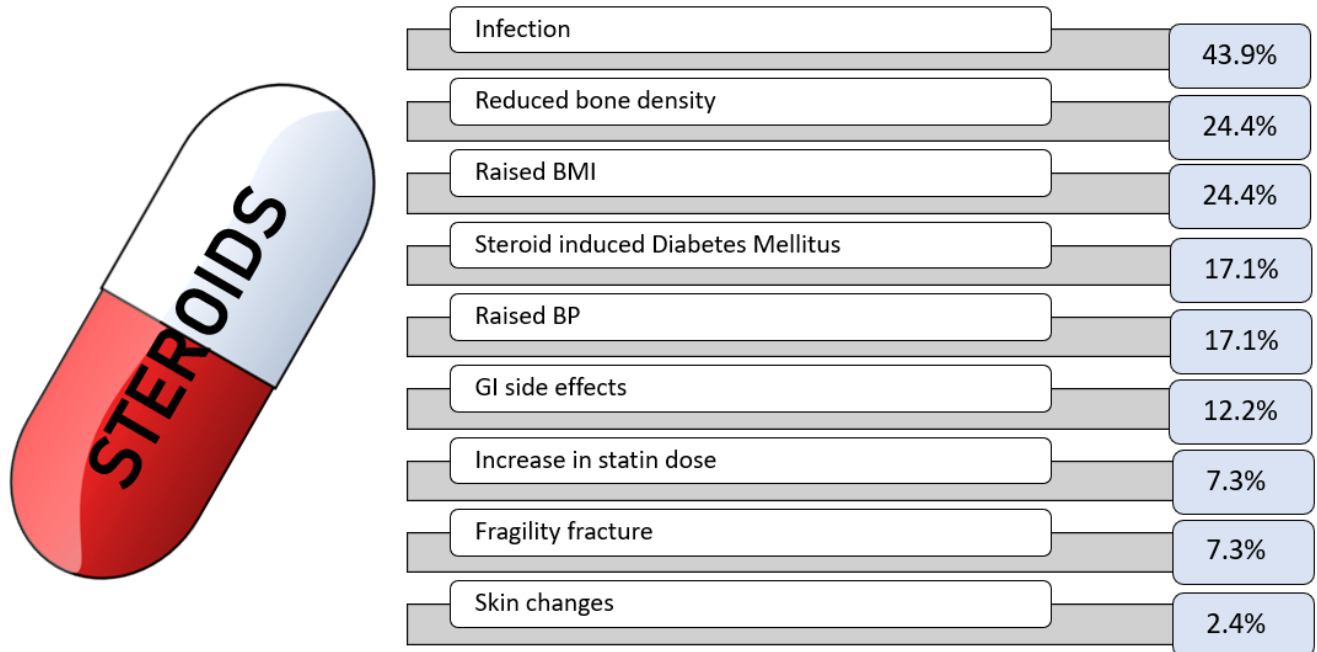 STEROIDS
Infection
43.9%
Reduced bone density
24.4%
Raised BMI
24.4%
Steroid induced Diabetes Mellitus
17.1%
Raised BP
17.1%
GI side effects
12.2%
Increase in statin dose
7.3%
Fragility fracture
7.3%
Skin changes
2.4%